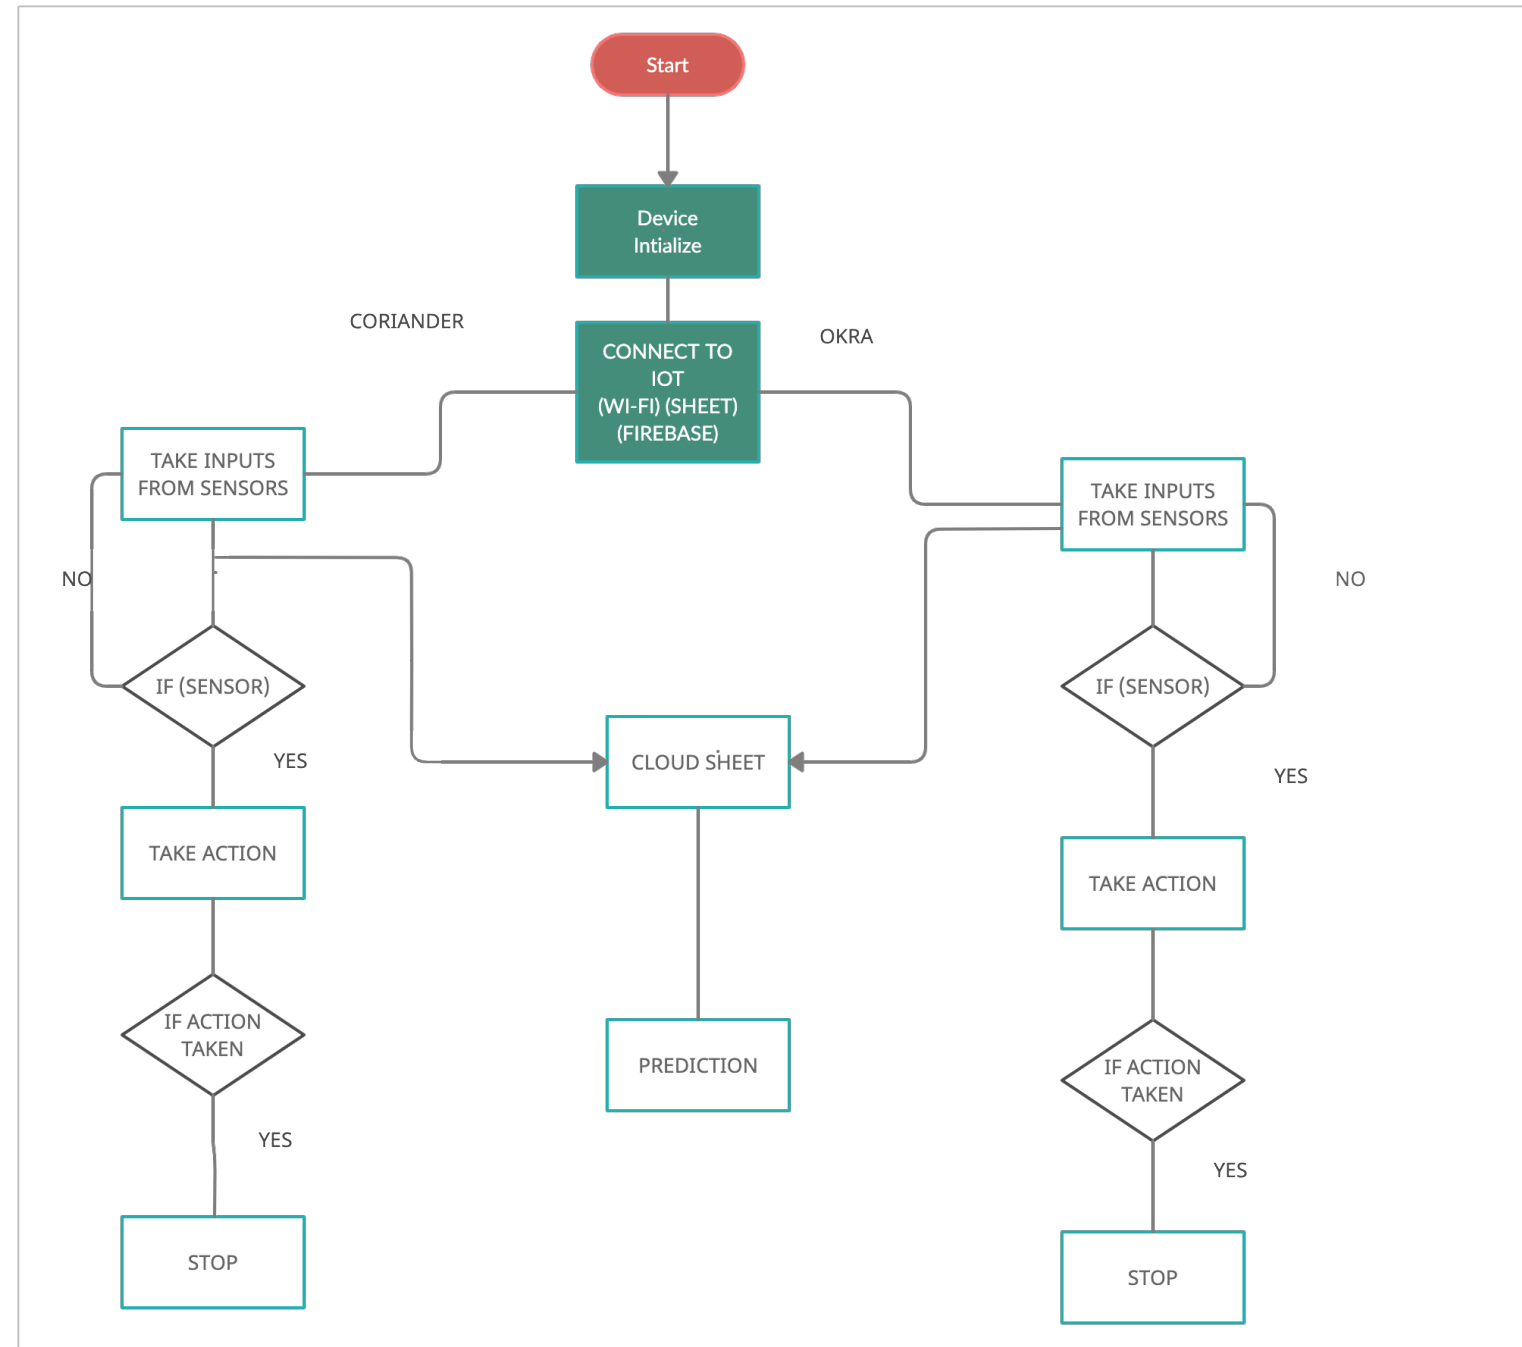 Start
Device
Intialize
CORIANDER
OKRA
CONNECT TO
IOT
(WI-FI) (SHEET)
(FIREBASE)
TAKE INPUTS
FROM SENSORS
TAKE INPUTS
FROM SENSORS
NO
NO
IF (SENSOR)
IF (SENSOR)
YES
CLOUD SHEET
YES
TAKE ACTION
TAKE ACTION
IF ACTION
TAKEN
PREDICTION
IF ACTION
TAKEN
YES
YES
STOP
STOP